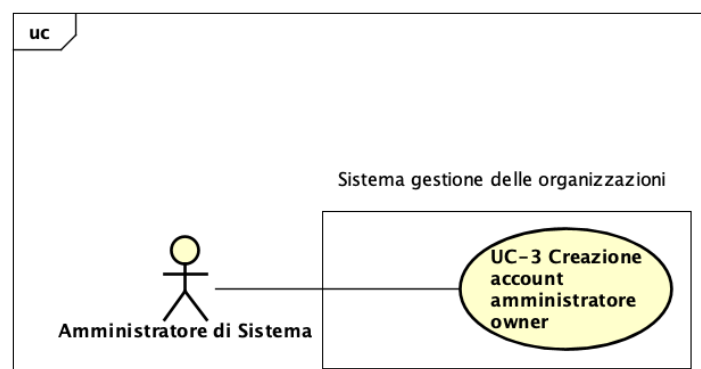 uc
Sistema gestione delle organizzazioni
UC-3 Creazione
account
amministratore
owner
Amministratore di Sistema